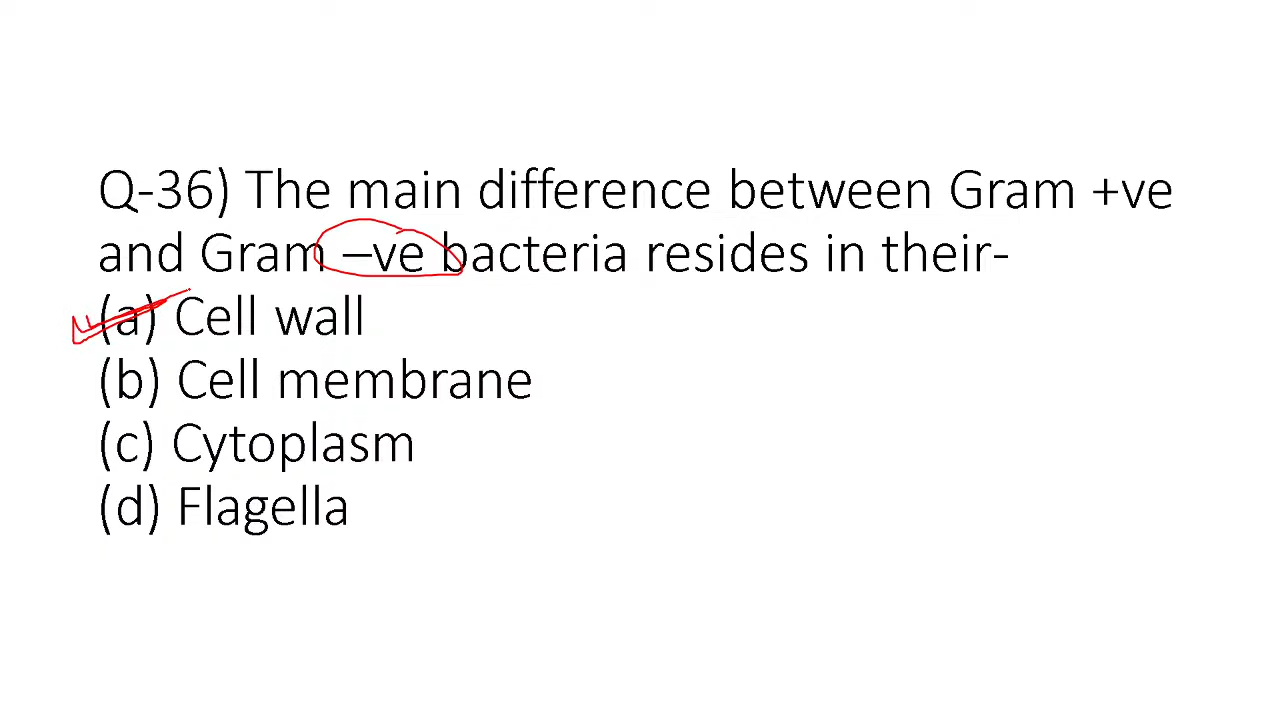 Q-36) The main difference between Gram +ve
and Gram –ve bacteria resides in their-
(a) Cell wall
(b) Cell membrane
(c) Cytoplasm
(d) Flagella